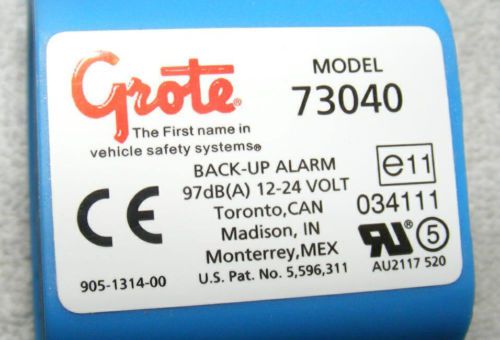 Grote®
The First name in
vehicle safety systems®
MODEL
73040
CE
BACK-UP ALARM
97dB(A) 12-24 VOLT
Toronto,CAN
Madison, IN
Monterrey,MEX
U.S. Pat. No. 5,596,311
e11
034111
RU ® 5
AU2117 520
905-1314-00